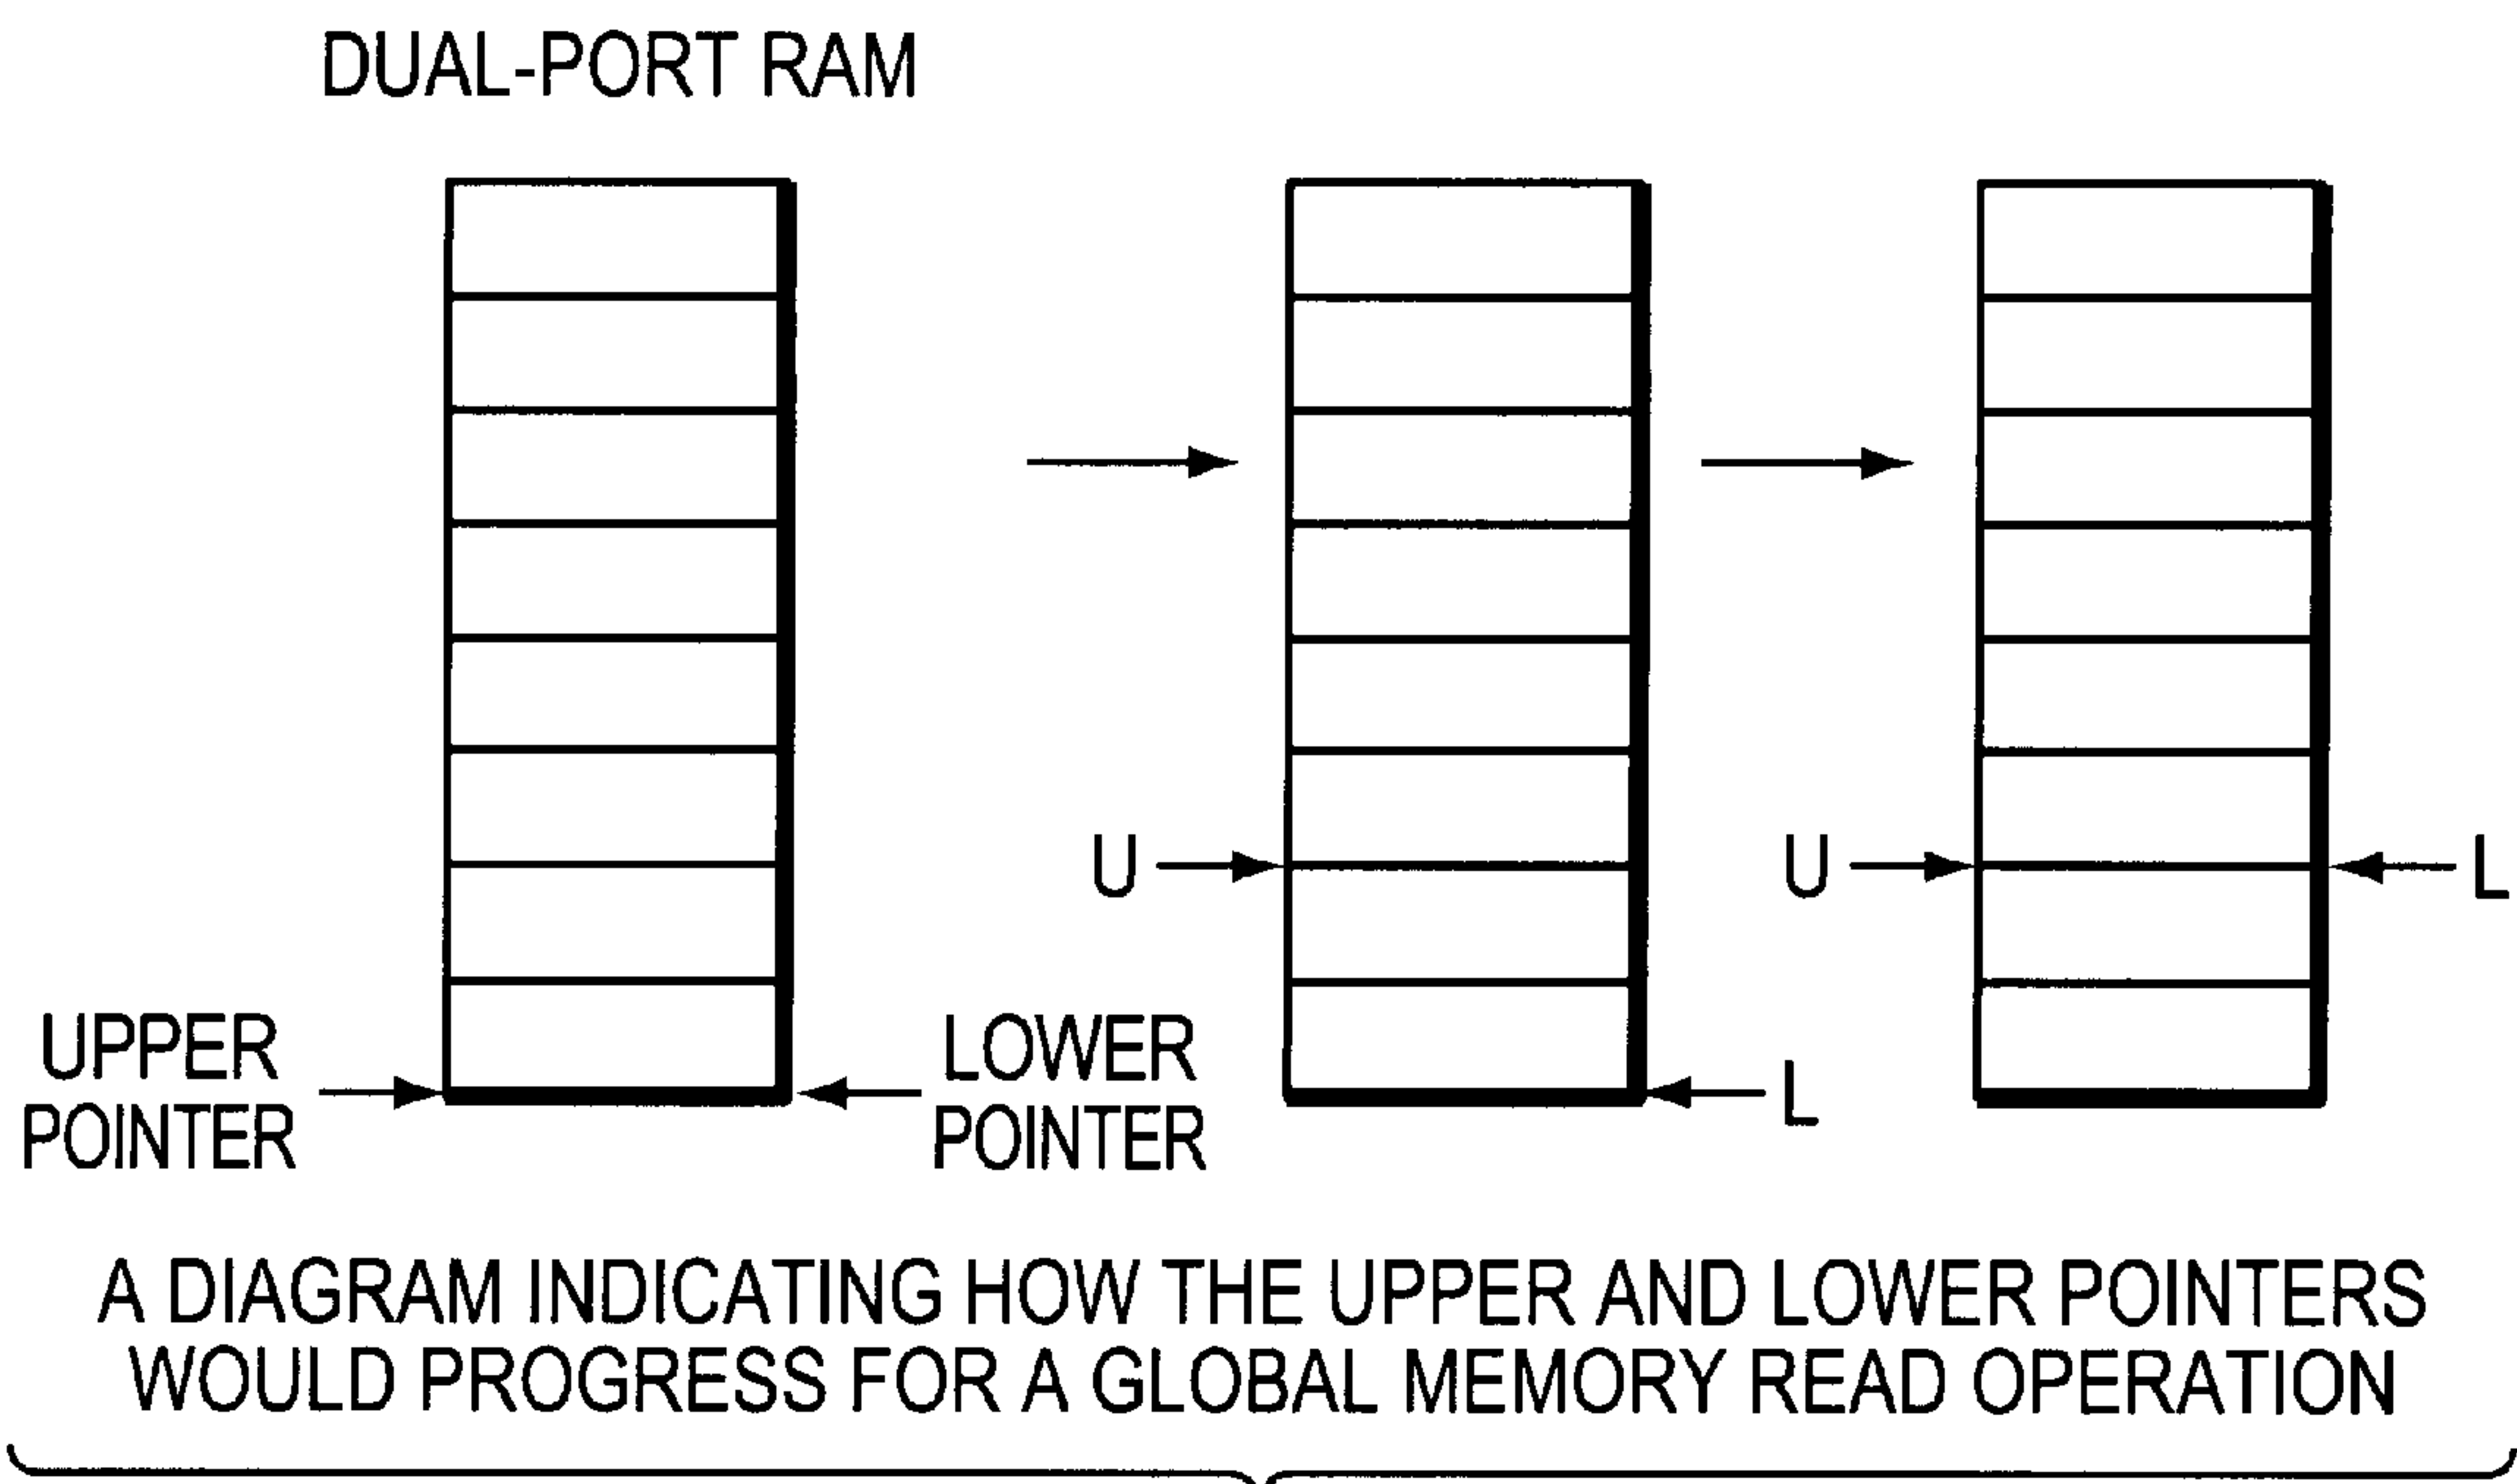 DUAL-PORT RAM
U
U
L
UPPER
POINTER
LOWER
POINTER
L
A DIAGRAM INDICATING HOW THE UPPER AND LOWER POINTERS
WOULD PROGRESS FOR A GLOBAL MEMORY READ OPERATION